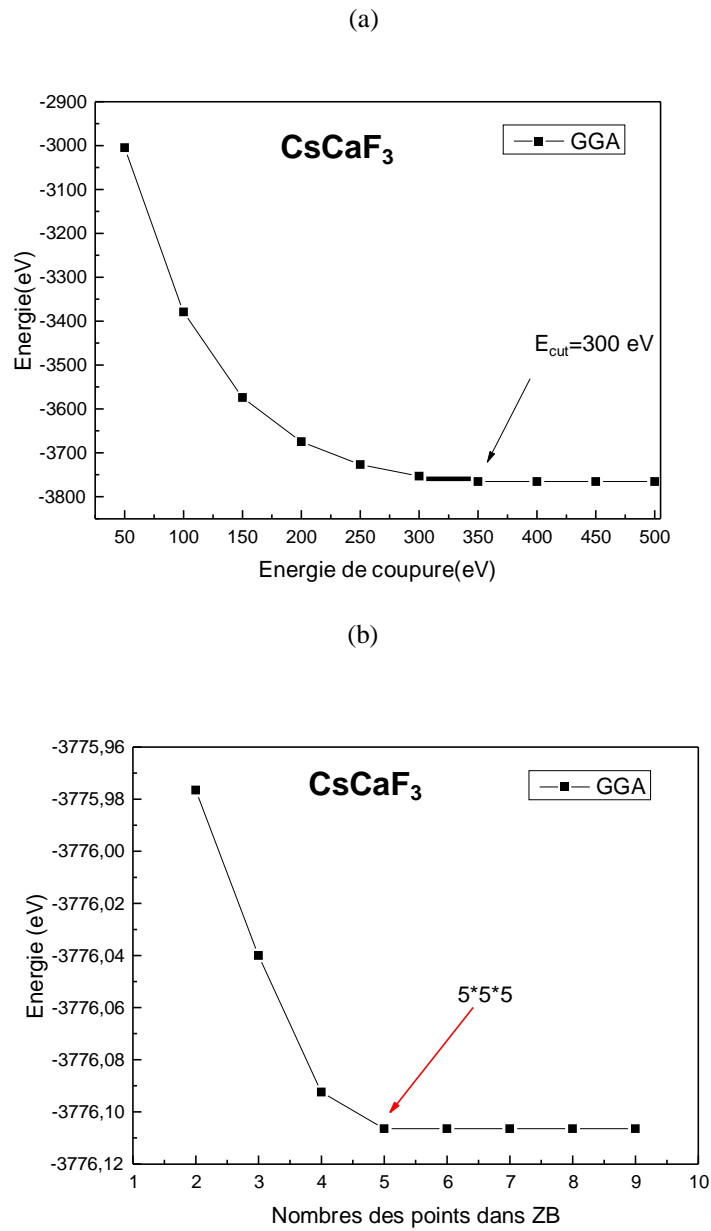 (a)
-2900
-3000
-3100
-3200
-3300
-3400
-3500
-3600
-3700
-3800
Energie(eV)
CsCaF₃
GGA
E_cut=300 eV
50 100 150 200 250 300 350 400 450 500
Energie de coupure(eV)
(b)
-3775,96
-3775,98
-3776,00
-3776,02
-3776,04
-3776,06
-3776,08
-3776,10
-3776,12
Energie (eV)
CsCaF₃
GGA
5*5*5
1 2 3 4 5 6 7 8 9 10
Nombres des points dans ZB